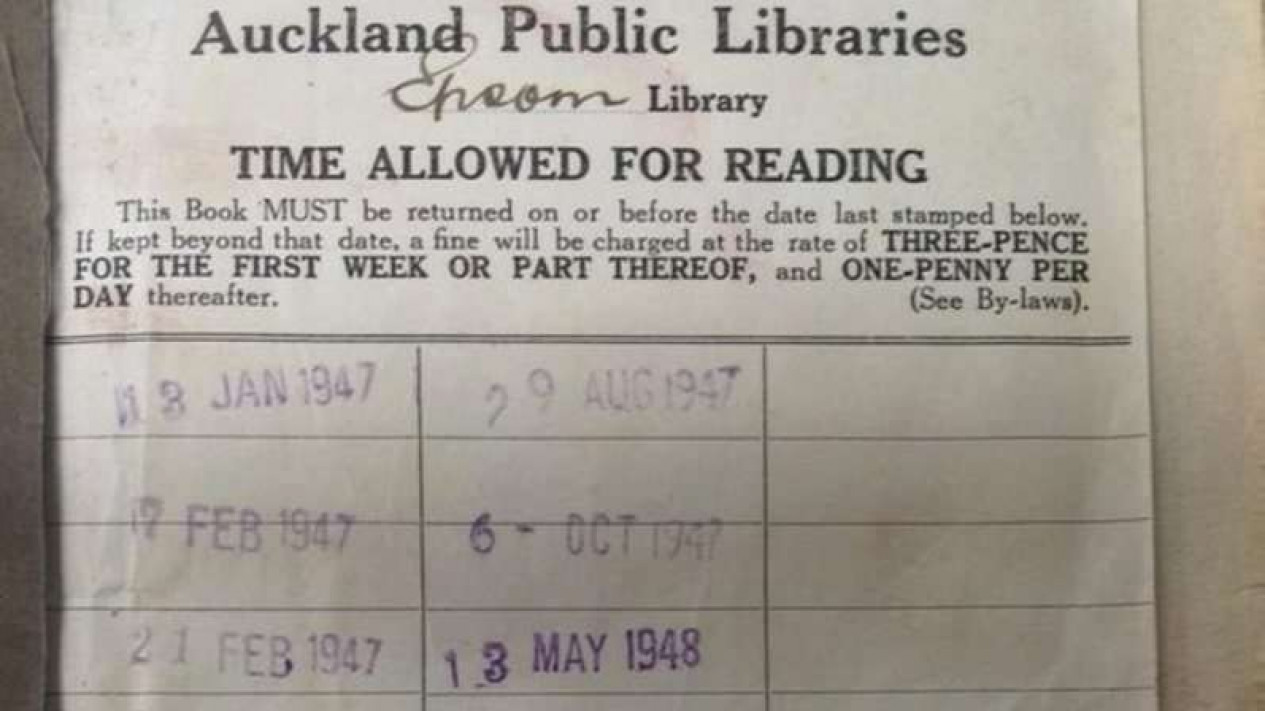 Auckland Public Libraries
Epsom Library
TIME ALLOWED FOR READING
This Book MUST be returned on or before the date last stamped below.
If kept beyond that date, a fine will be charged at the rate of THREE-PENCE
FOR THE FIRST WEEK OR PART THEREOF, and ONE-PENNY PER
DAY thereafter. (See By-laws).
13 JAN 1947 29 AUG 1947
FEB 1947 6 - OCT 1947
21 FEB 1947 13 MAY 1948